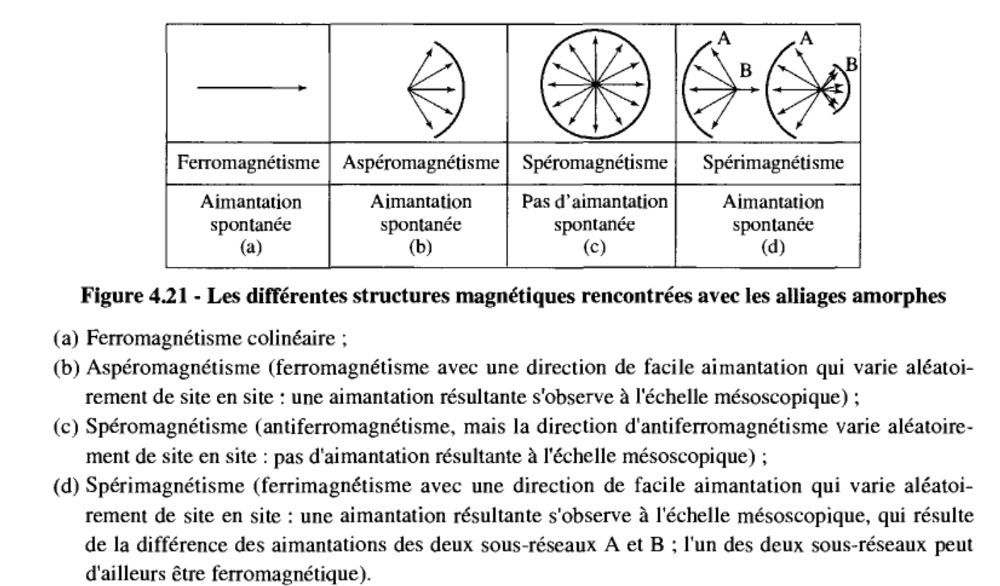 A
B
A
B
Ferromagnétisme
Aspéromagnétisme
Spéromagnétisme
Spérimagnétisme
Aimantation
spontanée
(a)
Aimantation
spontanée
(b)
Pas d'aimantation
spontanée
(c)
Aimantation
spontanée
(d)
Figure 4.21 - Les différentes structures magnétiques rencontrées avec les alliages amorphes
(a) Ferromagnétisme colinéaire ;
(b) Aspéromagnétisme (ferromagnétisme avec une direction de facile aimantation qui varie aléatoi-
rement de site en site : une aimantation résultante s'observe à l'échelle mésoscopique) ;
(c) Spéromagnétisme (antiferromagnétisme, mais la direction d'antiferromagnétisme varie aléatoire-
ment de site en site : pas d'aimantation résultante à l'échelle mésoscopique) ;
(d) Spérimagnétisme (ferrimagnétisme avec une direction de facile aimantation qui varie aléatoi-
rement de site en site : une aimantation résultante s'observe à l'échelle mésoscopique, qui résulte
de la différence des aimantations des deux sous-réseaux A et B ; l'un des deux sous-réseaux peut
d'ailleurs être ferromagnétique).